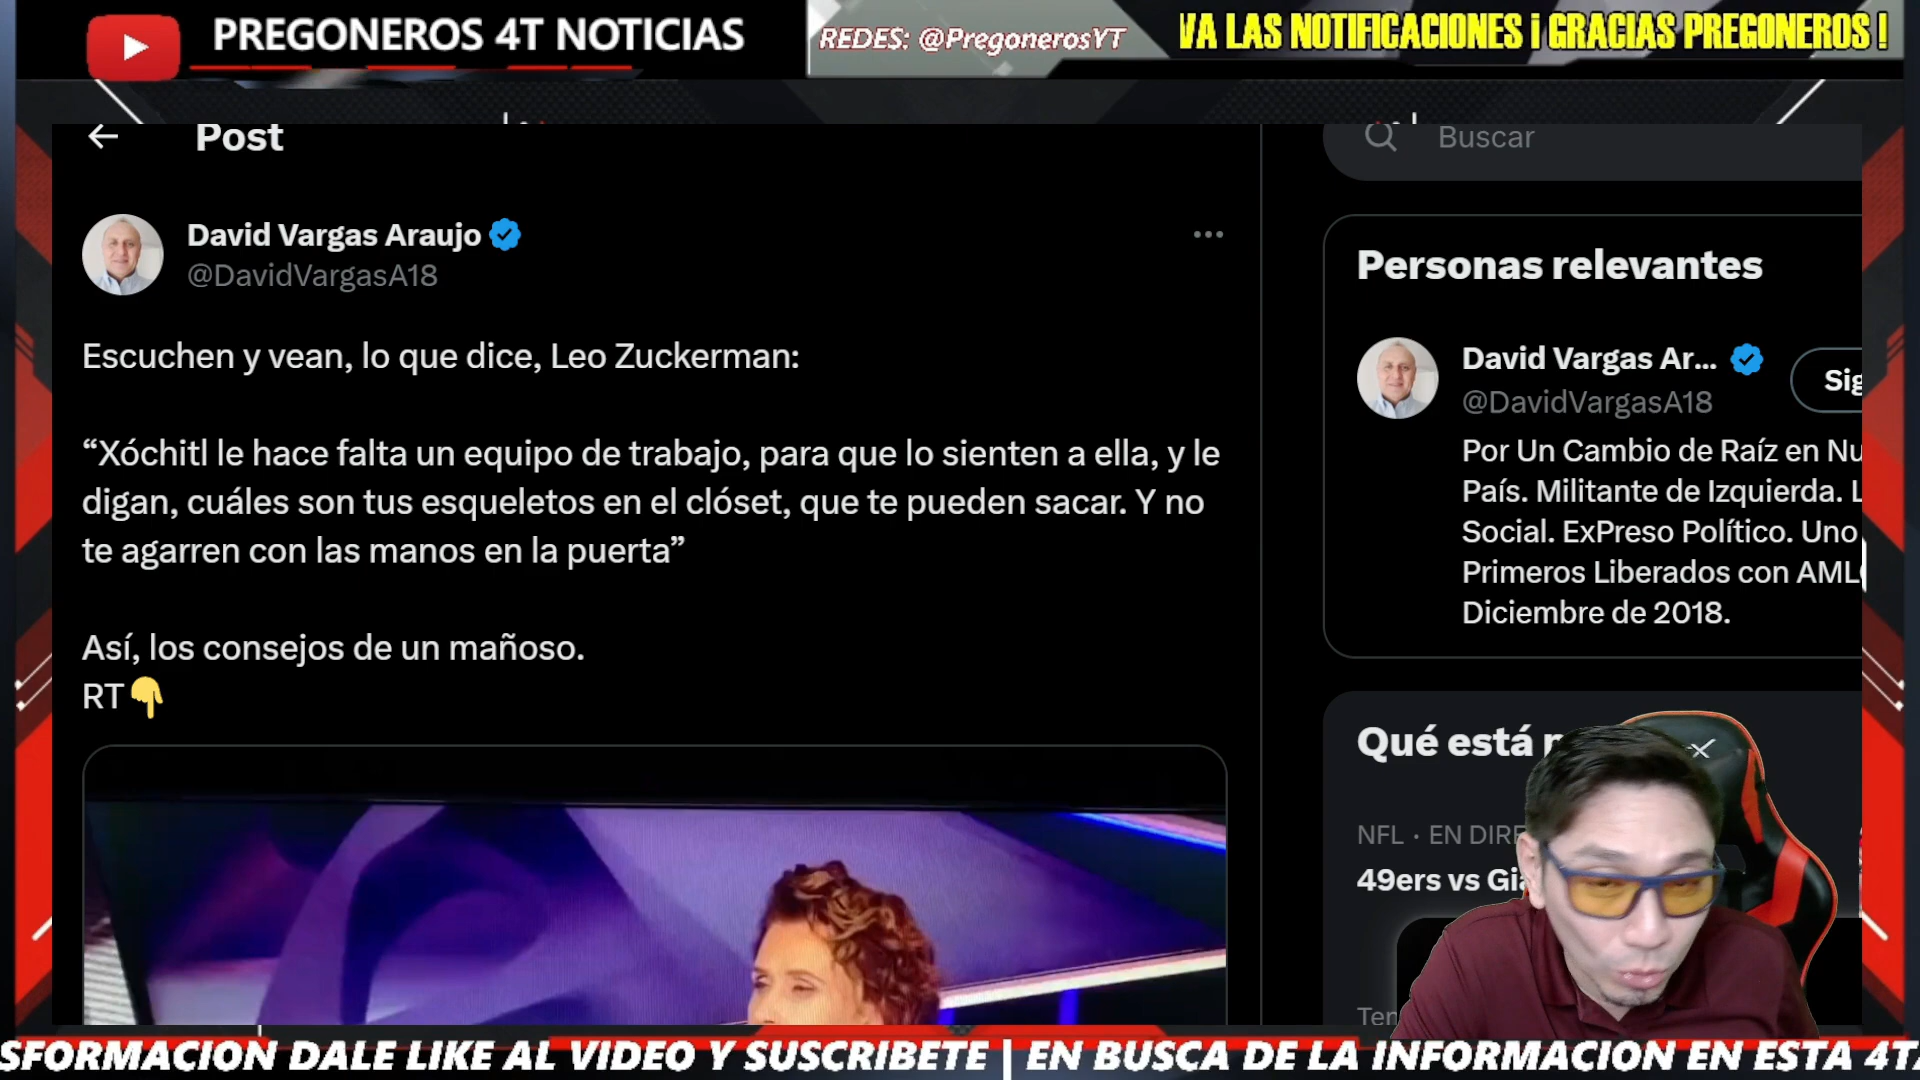 PREGONEROS 4T NOTICIAS
REDES: @PregonerosYT
VA LAS NOTIFICACIONES ¡ GRACIAS PREGONEROS !
Post
Buscar
David Vargas Araujo
@DavidVargasA18
Escuchen y vean, lo que dice, Leo Zuckerman:
“Xóchitl le hace falta un equipo de trabajo, para que lo sienten a ella, y le
digan, cuáles son tus esqueletos en el clóset, que te pueden sacar. Y no
te agarren con las manos en la puerta”
Así, los consejos de un mañoso.
RT👇
Personas relevantes
David Vargas Ar...
@DavidVargasA18
Sig
Por Un Cambio de Raíz en Nu
País. Militante de Izquierda. L
Social. ExPreso Político. Uno
Primeros Liberados con AML
Diciembre de 2018.
Qué está
NFL · EN DIRE
49ers vs Gia
Ten
SFORMACION DALE LIKE AL VIDEO Y SUSCRIBETE | EN BUSCA DE LA INFORMACION EN ESTA 4T